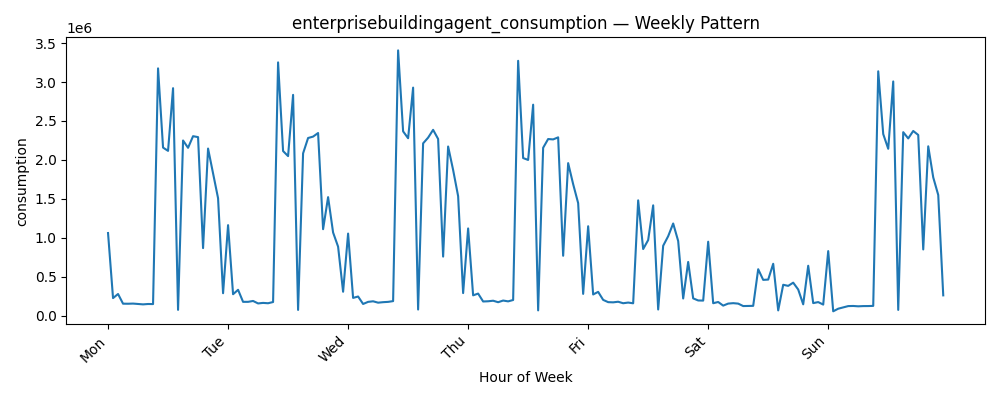 enterprisebuildingagent_consumption — Weekly Pattern
1e6
3.5
3.0
2.5
2.0
1.5
1.0
0.5
0.0
consumption
Mon
Tue
Wed
Thu
Fri
Sat
Sun
Hour of Week